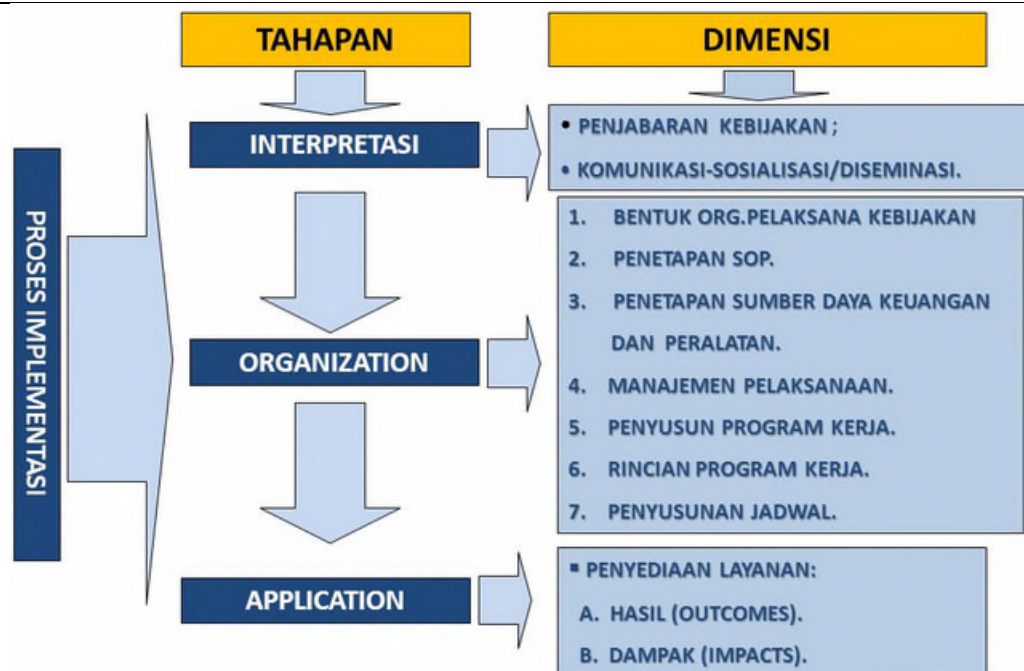 TAHAPAN
DIMENSI
PROSES IMPLEMENTASI
INTERPRETASI
• PENJABARAN KEBIJAKAN ;
• KOMUNIKASI-SOSIALISASI/DISEMINASI.
ORGANIZATION
1. BENTUK ORG.PELAKSANA KEBIJAKAN
2. PENETAPAN SOP.
3. PENETAPAN SUMBER DAYA KEUANGAN
DAN PERALATAN.
4. MANAJEMEN PELAKSANAAN.
5. PENYUSUN PROGRAM KERJA.
6. RINCIAN PROGRAM KERJA.
7. PENYUSUNAN JADWAL.
APPLICATION
▪ PENYEDIAAN LAYANAN:
A. HASIL (OUTCOMES).
B. DAMPAK (IMPACTS).